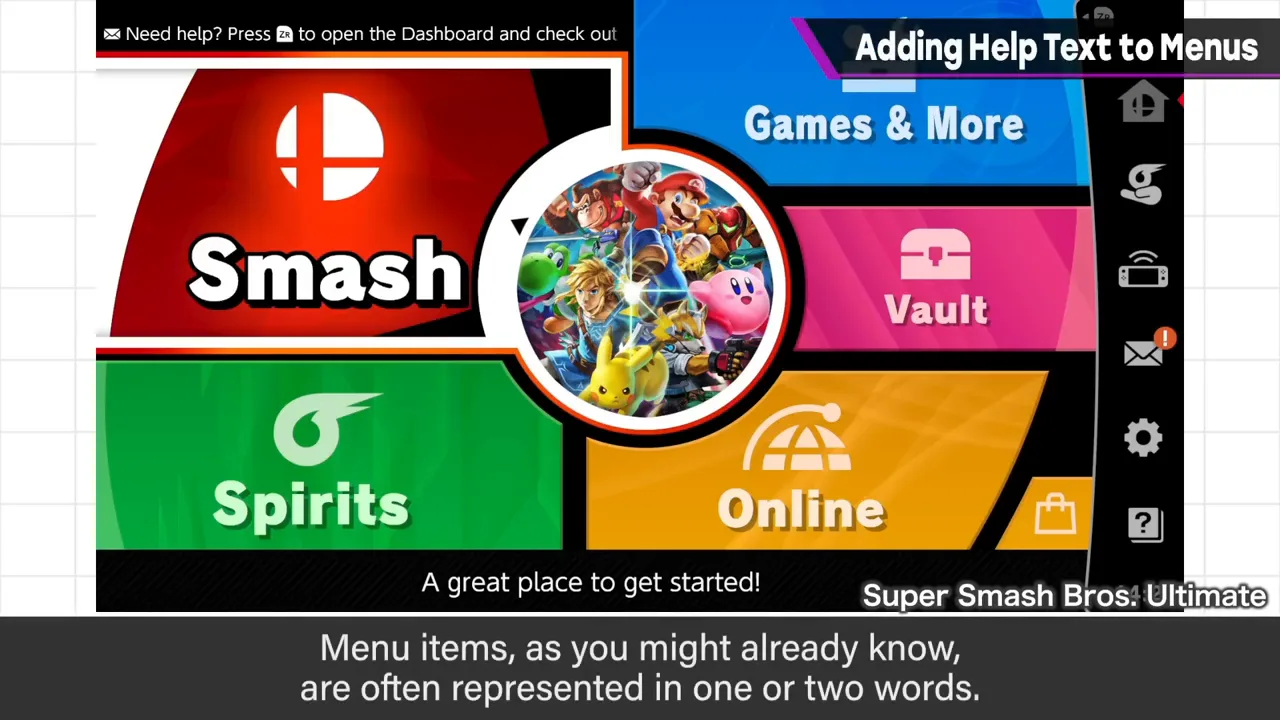 Need help? Press ZR to open the Dashboard and check out
ZR
Adding Help Text to Menus
Games & More
Smash
Vault
Spirits
Online
A great place to get started!
Super Smash Bros. Ultimate
Menu items, as you might already know,
are often represented in one or two words.